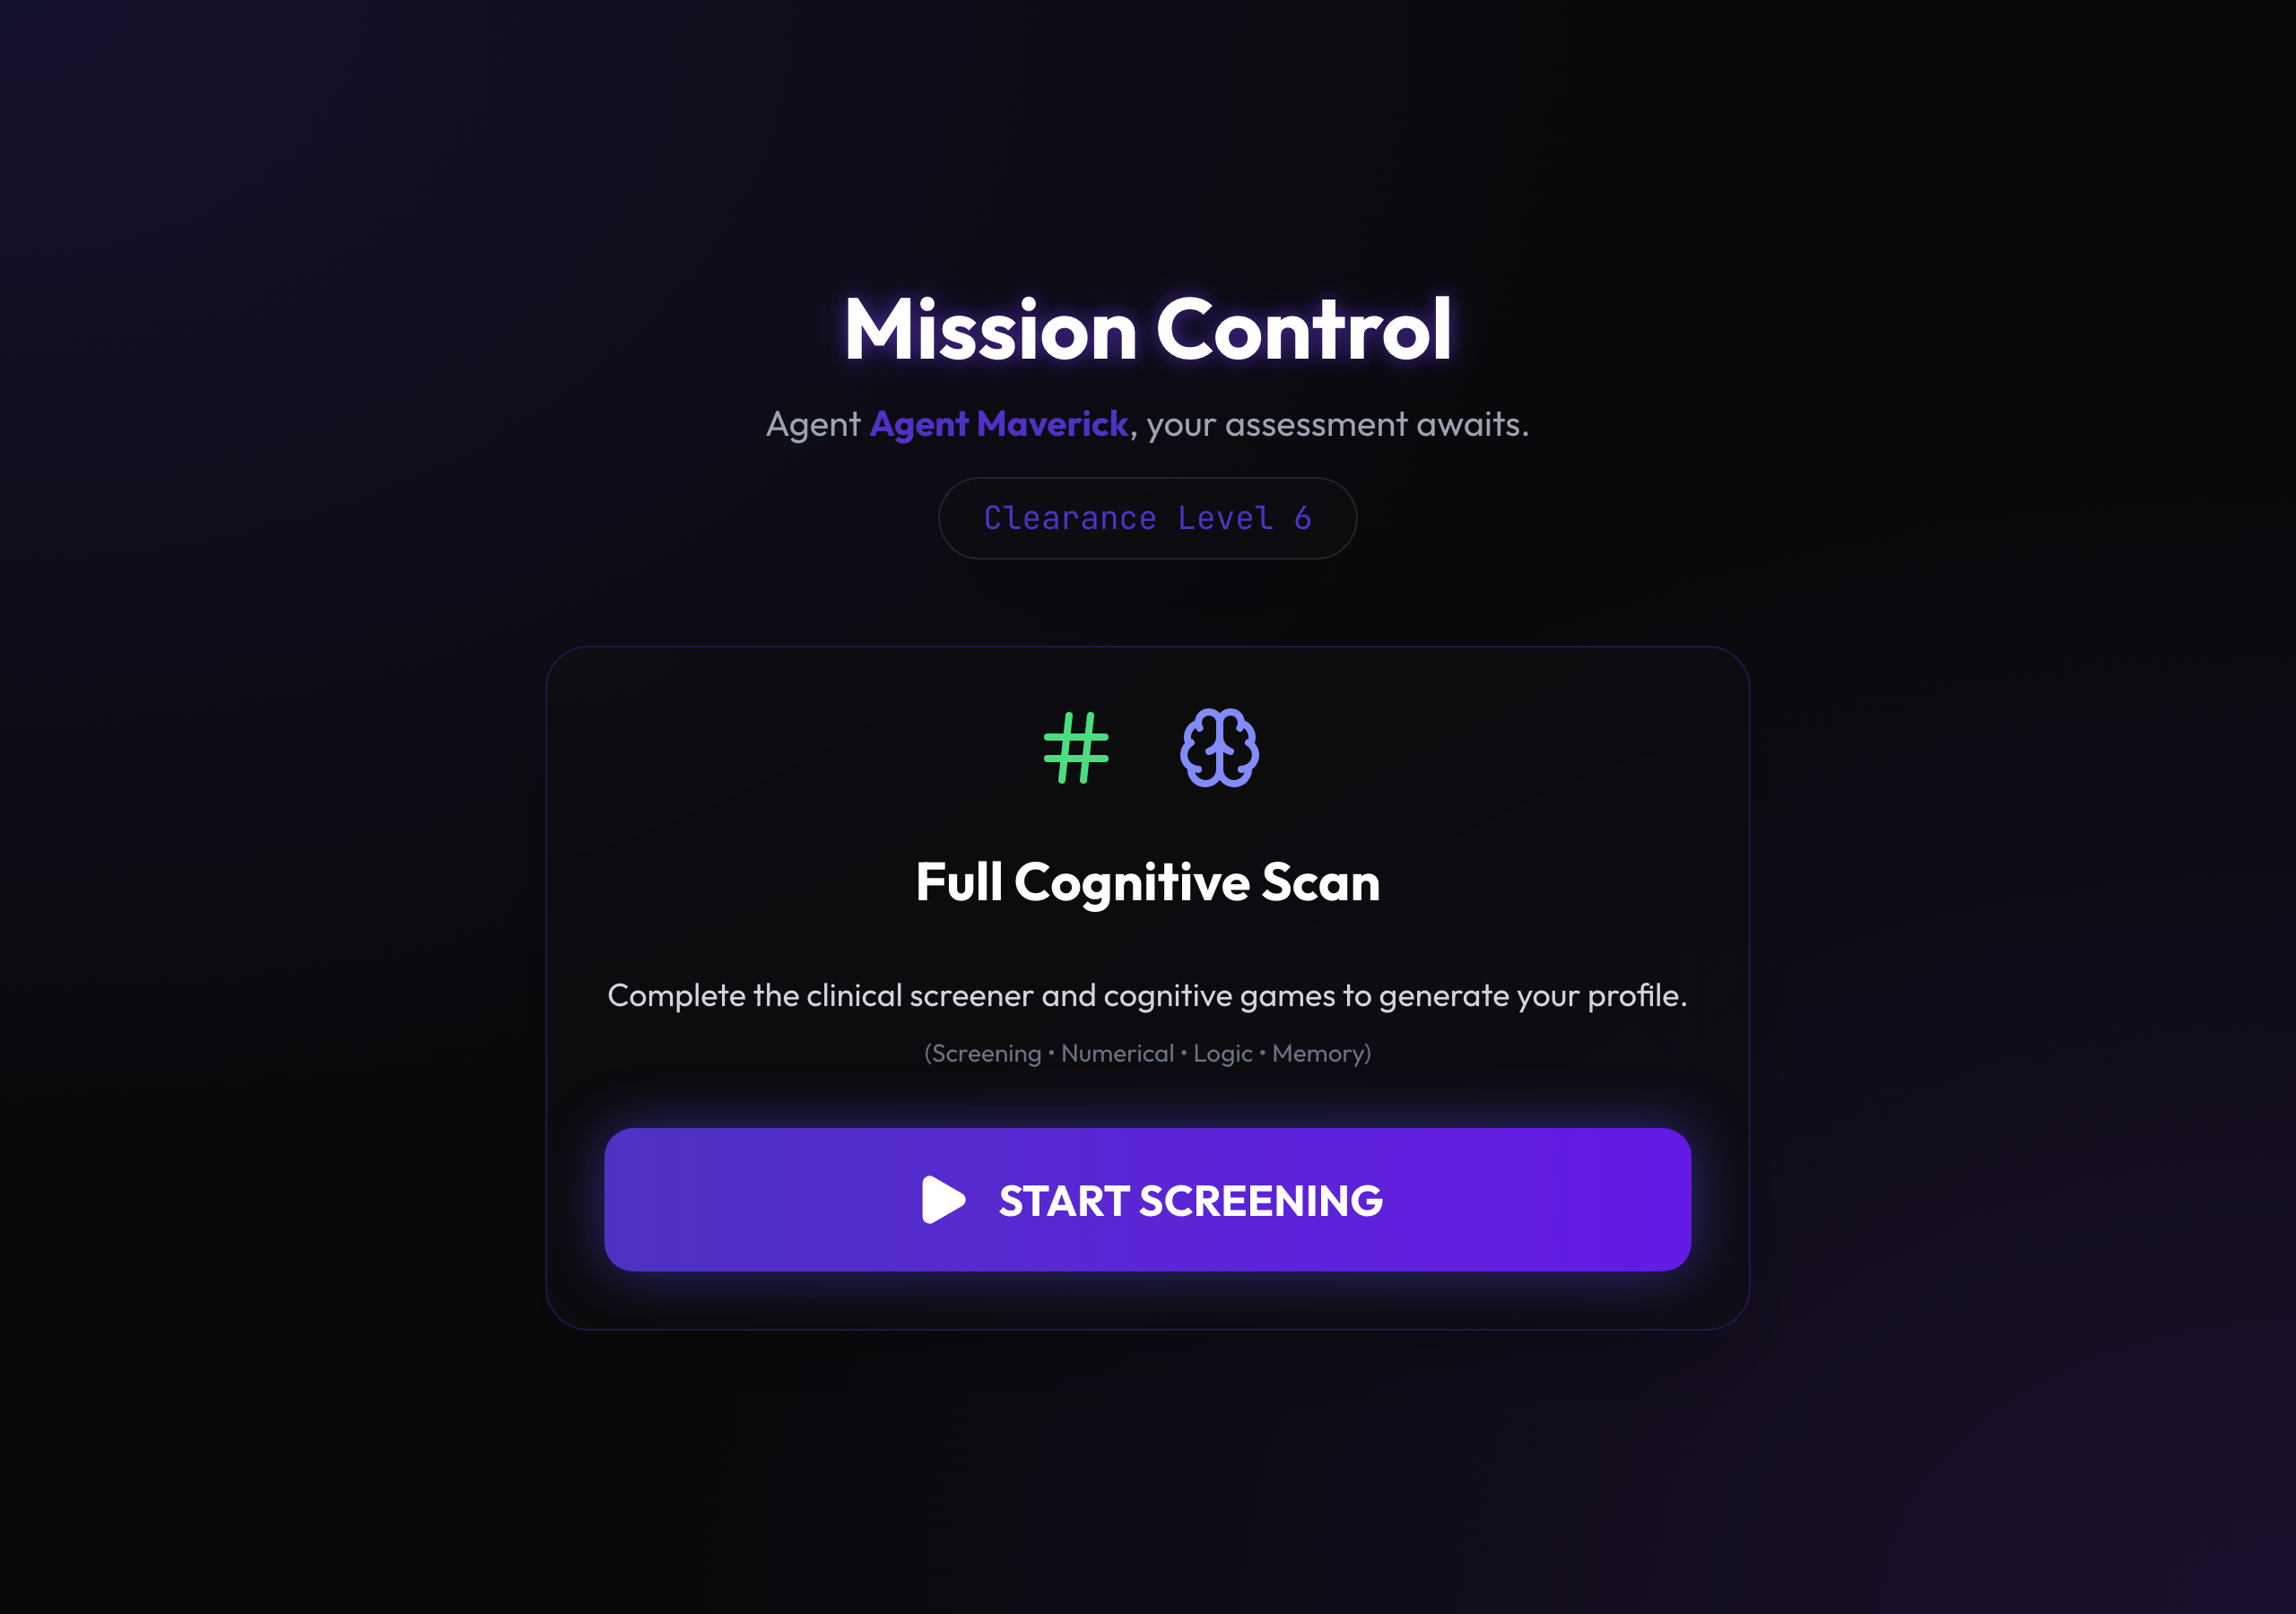 Mission Control
Agent Agent Maverick, your assessment awaits.
Clearance Level 6
Full Cognitive Scan
Complete the clinical screener and cognitive games to generate your profile.
(Screening • Numerical • Logic • Memory)
START SCREENING